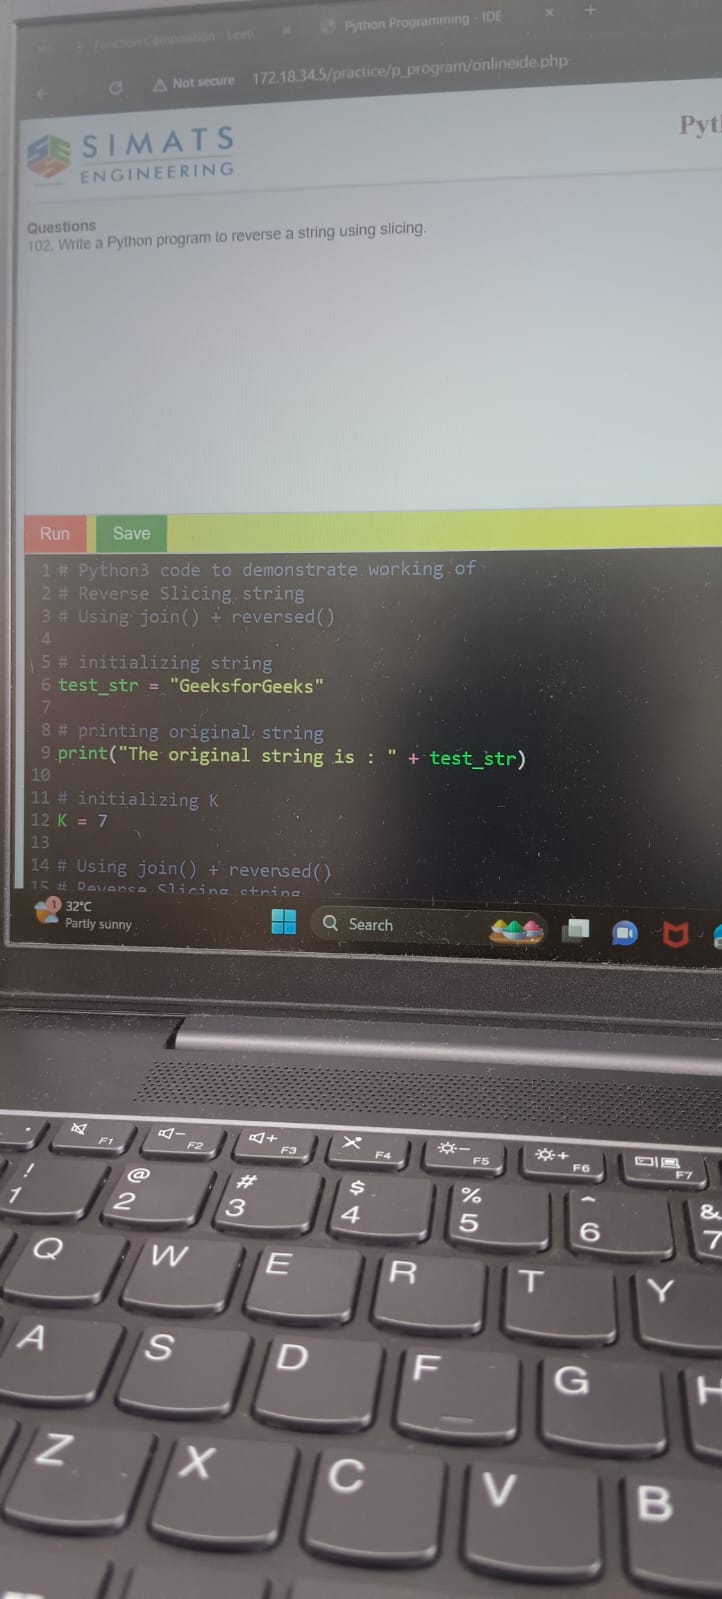 Function Composition - Leet
Python Programming - IDE
Not secure 172.18.34.5/practice/p_program/onlineide.php
SIMATS
ENGINEERING
Pyt
Questions
102. Write a Python program to reverse a string using slicing.
Run Save
1 # Python3 code to demonstrate working of
2 # Reverse Slicing string
3 # Using join() + reversed()
4
5 # initializing string
6 test_str = "GeeksforGeeks"
7
8 # printing original string
9 print("The original string is : " + test_str)
10
11 # initializing K
12 K = 7
13
14 # Using join() + reversed()
15 # Reverse Slicing string
1 32°C
Partly sunny
Search
F1 F2 F3 F4 F5 F6 F7
! 1 @ 2 # 3 $ 4 % 5 ^ 6 & 7
Q W E R T Y
A S D F G H
Z X C V B